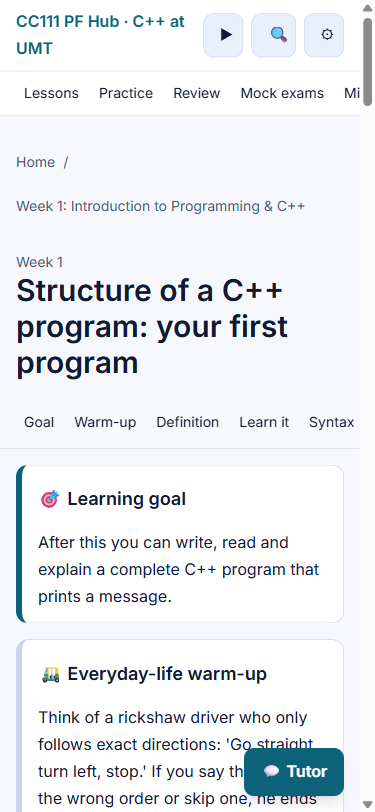 CC111 PF Hub · C++ at
UMT
Lessons Practice Review Mock exams Mi
Home /
Week 1: Introduction to Programming & C++
Week 1
Structure of a C++
program: your first
program
Goal Warm-up Definition Learn it Syntax
Learning goal
After this you can write, read and
explain a complete C++ program that
prints a message.
Everyday-life warm-up
Think of a rickshaw driver who only
follows exact directions: 'Go straight,
turn left, stop.' If you say th
the wrong order or skip one, he ends
Tutor